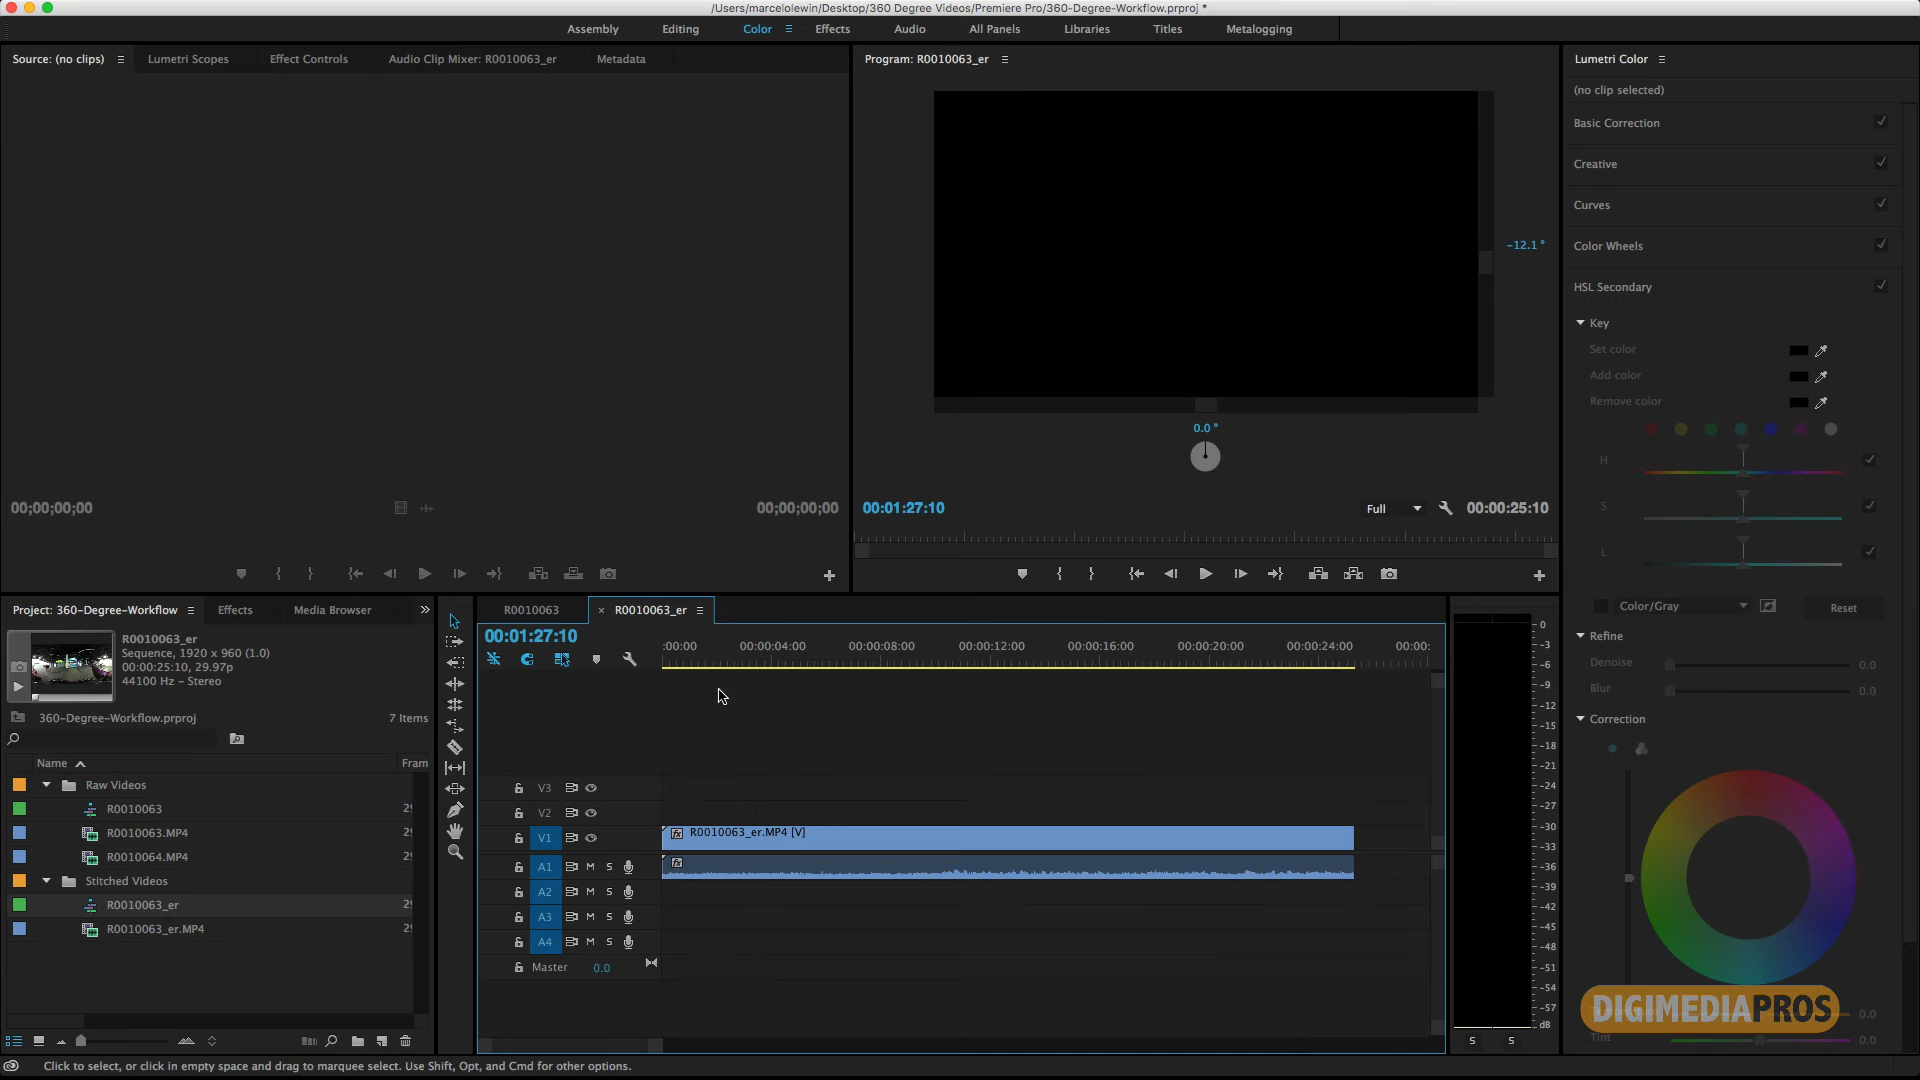 /Users/marcelolewin/Desktop/360 Degree Videos/Premiere Pro/360-Degree-Workflow.prproj *
Assembly Editing Color Effects Audio All Panels Libraries Titles Metalogging
Source: (no clips) Lumetri Scopes Effect Controls Audio Clip Mixer: R0010063_er Metadata
Program: R0010063_er
Lumetri Color
(no clip selected)
Basic Correction
Creative
Curves
Color Wheels
HSL Secondary
Key
Set color
Add color
Remove color
H
S
L
Color/Gray Reset
Refine
Denoise 0.0
Blur 0.0
Correction
-12.1 °
0.0 °
00;00;00;00 00;00;00;00
00:01:27:10 Full 00:00:25:10
Project: 360-Degree-Workflow Effects Media Browser
R0010063_er
Sequence, 1920 x 960 (1.0)
00:00:25:10, 29.97p
44100 Hz - Stereo
360-Degree-Workflow.prproj 7 Items
Name Fram
Raw Videos
R0010063 29
R0010063.MP4 29
R0010064.MP4 29
Stitched Videos
R0010063_er 29
R0010063_er.MP4 29
R0010063 × R0010063_er
00:01:27:10
:00:00 00:00:04:00 00:00:08:00 00:00:12:00 00:00:16:00 00:00:20:00 00:00:24:00 00:00:
V3
V2
V1 fx R0010063_er.MP4 [V]
A1 M S fx
A2 M S
A3 M S
A4 M S
Master 0.0
0
-3
-6
-9
-12
-15
-18
-21
-24
-27
-30
-33
-36
-39
-42
-45
-48
-51
-54
-57
dB
S S
DIGIMEDIAPROS
0.0
Tint 0.0
Click to select, or click in empty space and drag to marquee select. Use Shift, Opt, and Cmd for other options.